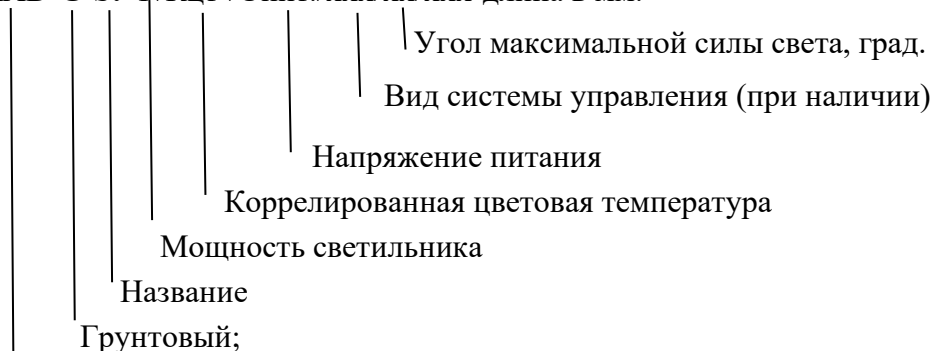 Угол максимальной силы света, град.
Вид системы управления (при наличии)
Напряжение питания
Коррелированная цветовая температура
Мощность светильника
Название
Грунтовый;